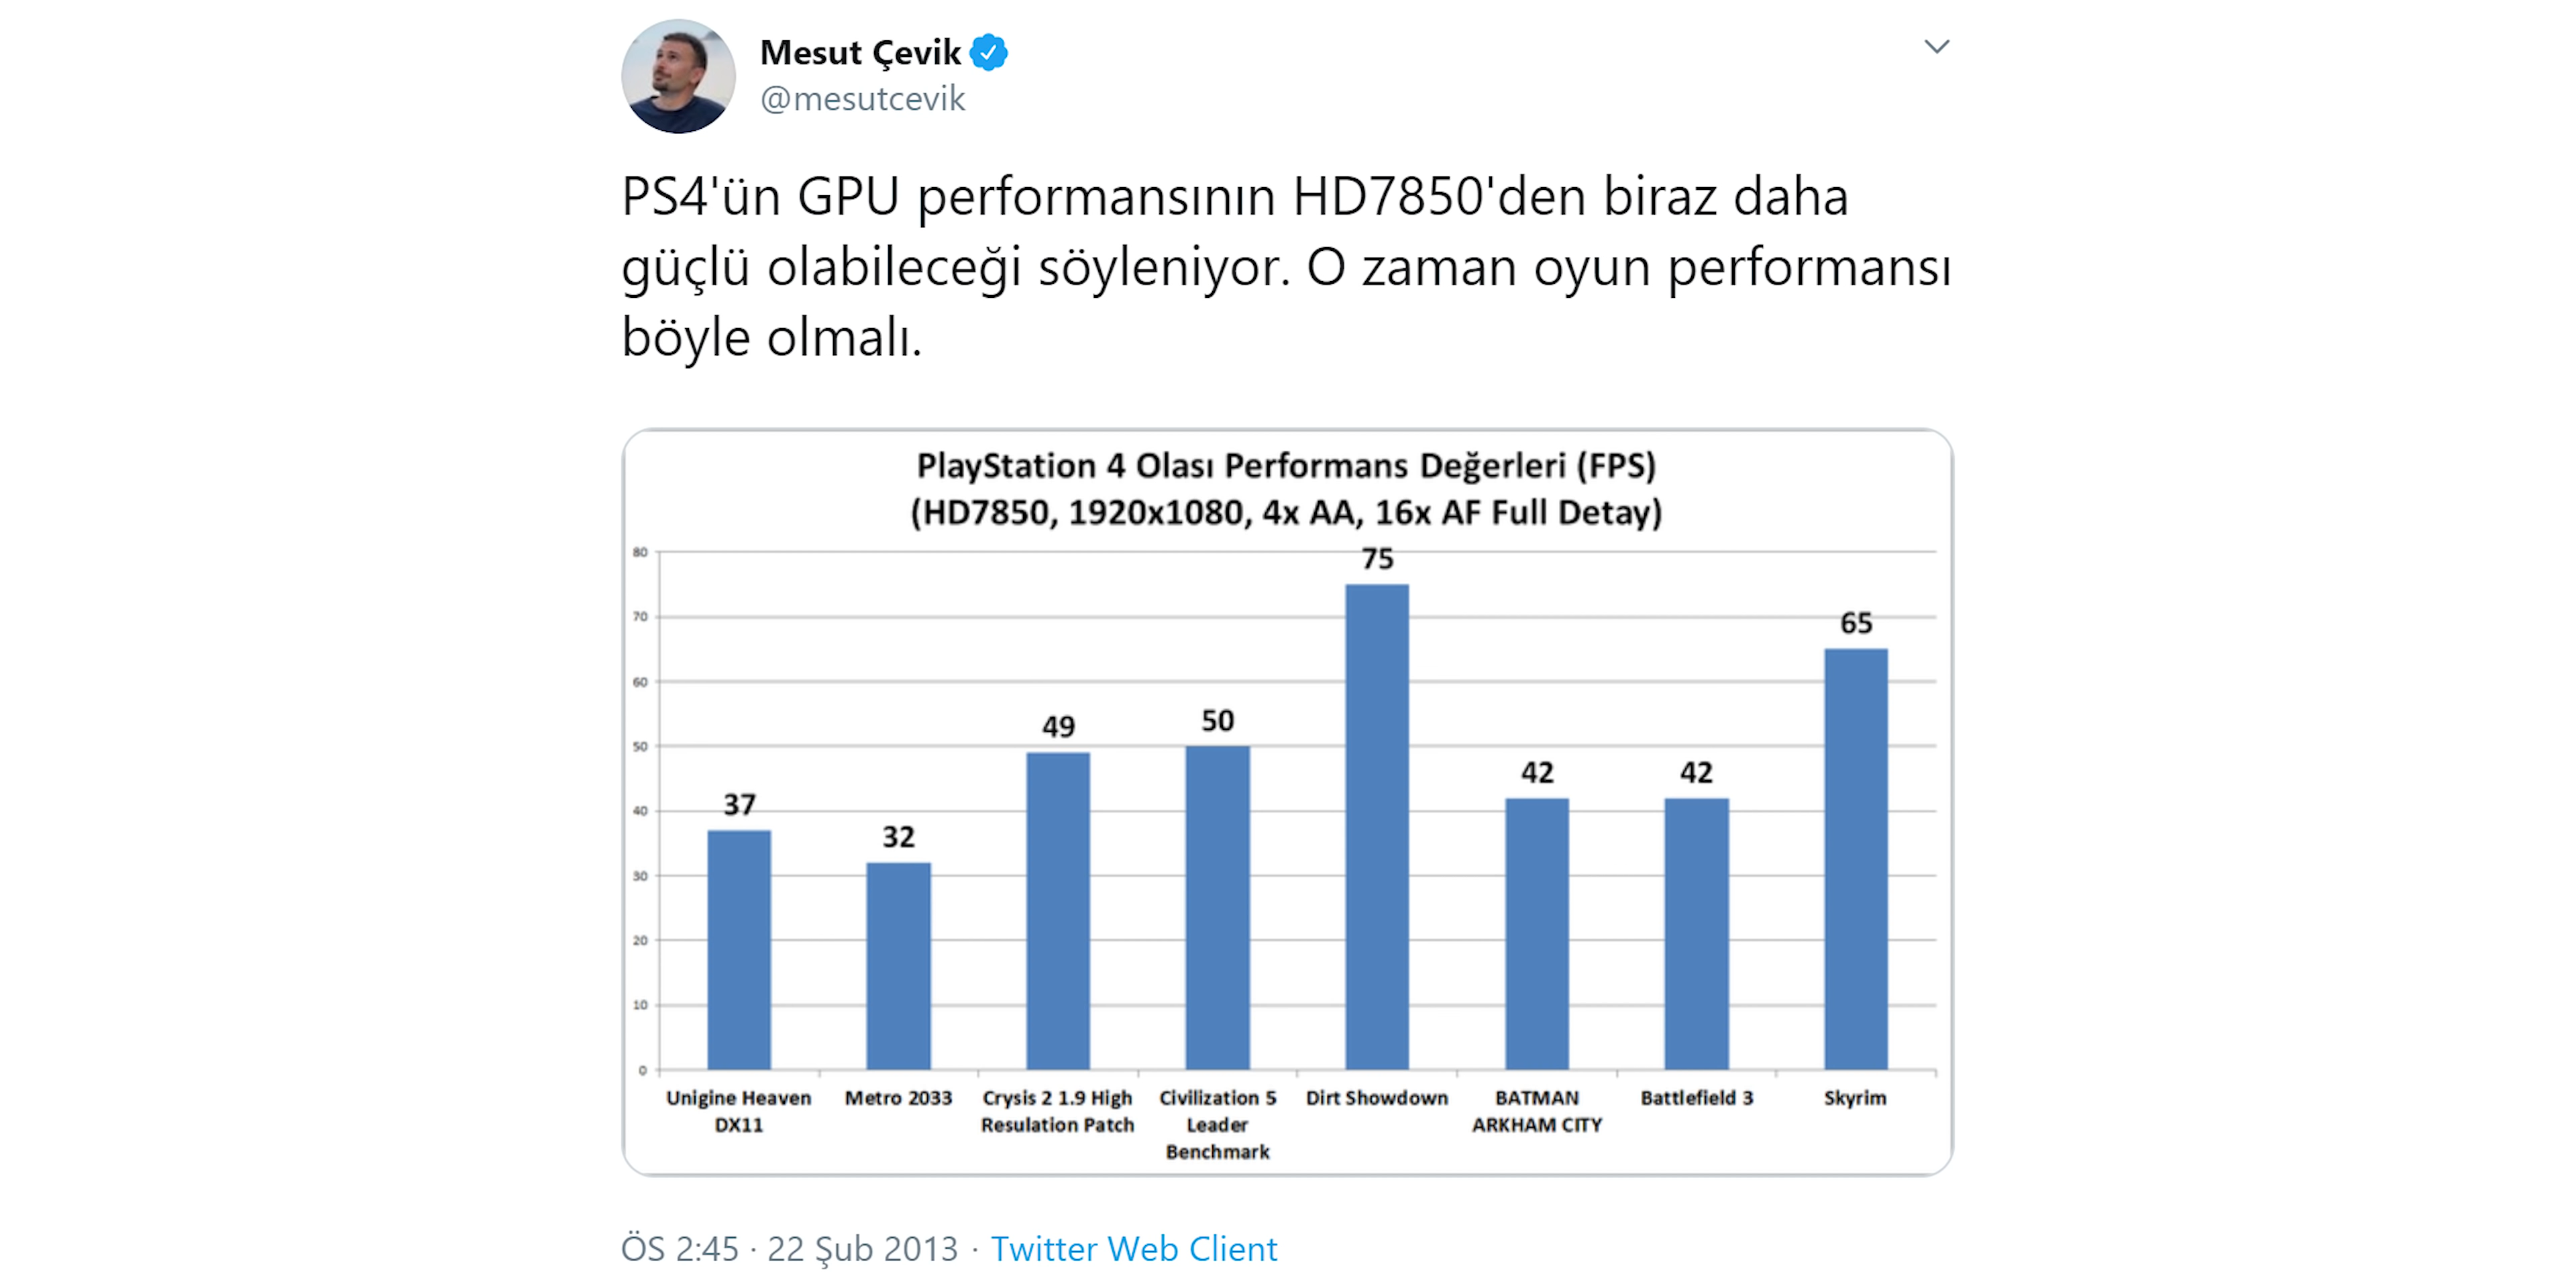 Mesut Çevik
@mesutcevik
PS4'ün GPU performansının HD7850'den biraz daha
güçlü olabileceği söyleniyor. O zaman oyun performansı
böyle olmalı.
PlayStation 4 Olası Performans Değerleri (FPS)
(HD7850, 1920x1080, 4x AA, 16x AF Full Detay)
80
70
60
50
40
30
20
10
0
37
32
49
50
75
42
42
65
Unigine Heaven
DX11
Metro 2033
Crysis 2 1.9 High
Resulation Patch
Civilization 5
Leader
Benchmark
Dirt Showdown
BATMAN
ARKHAM CITY
Battlefield 3
Skyrim
ÖS 2:45 · 22 Şub 2013 · Twitter Web Client